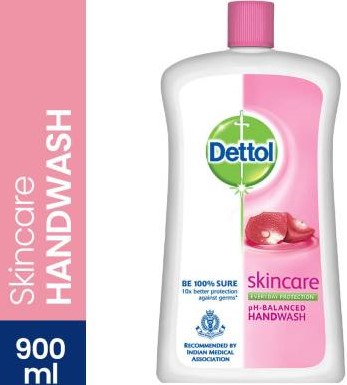 Skincare
HANDWASH
900
ml
Dettol
BE 100% SURE
10x better protection
against germs*
RECOMMENDED BY
INDIAN MEDICAL
ASSOCIATION
skincare
EVERYDAY PROTECTION
pH-BALANCED
HANDWASH